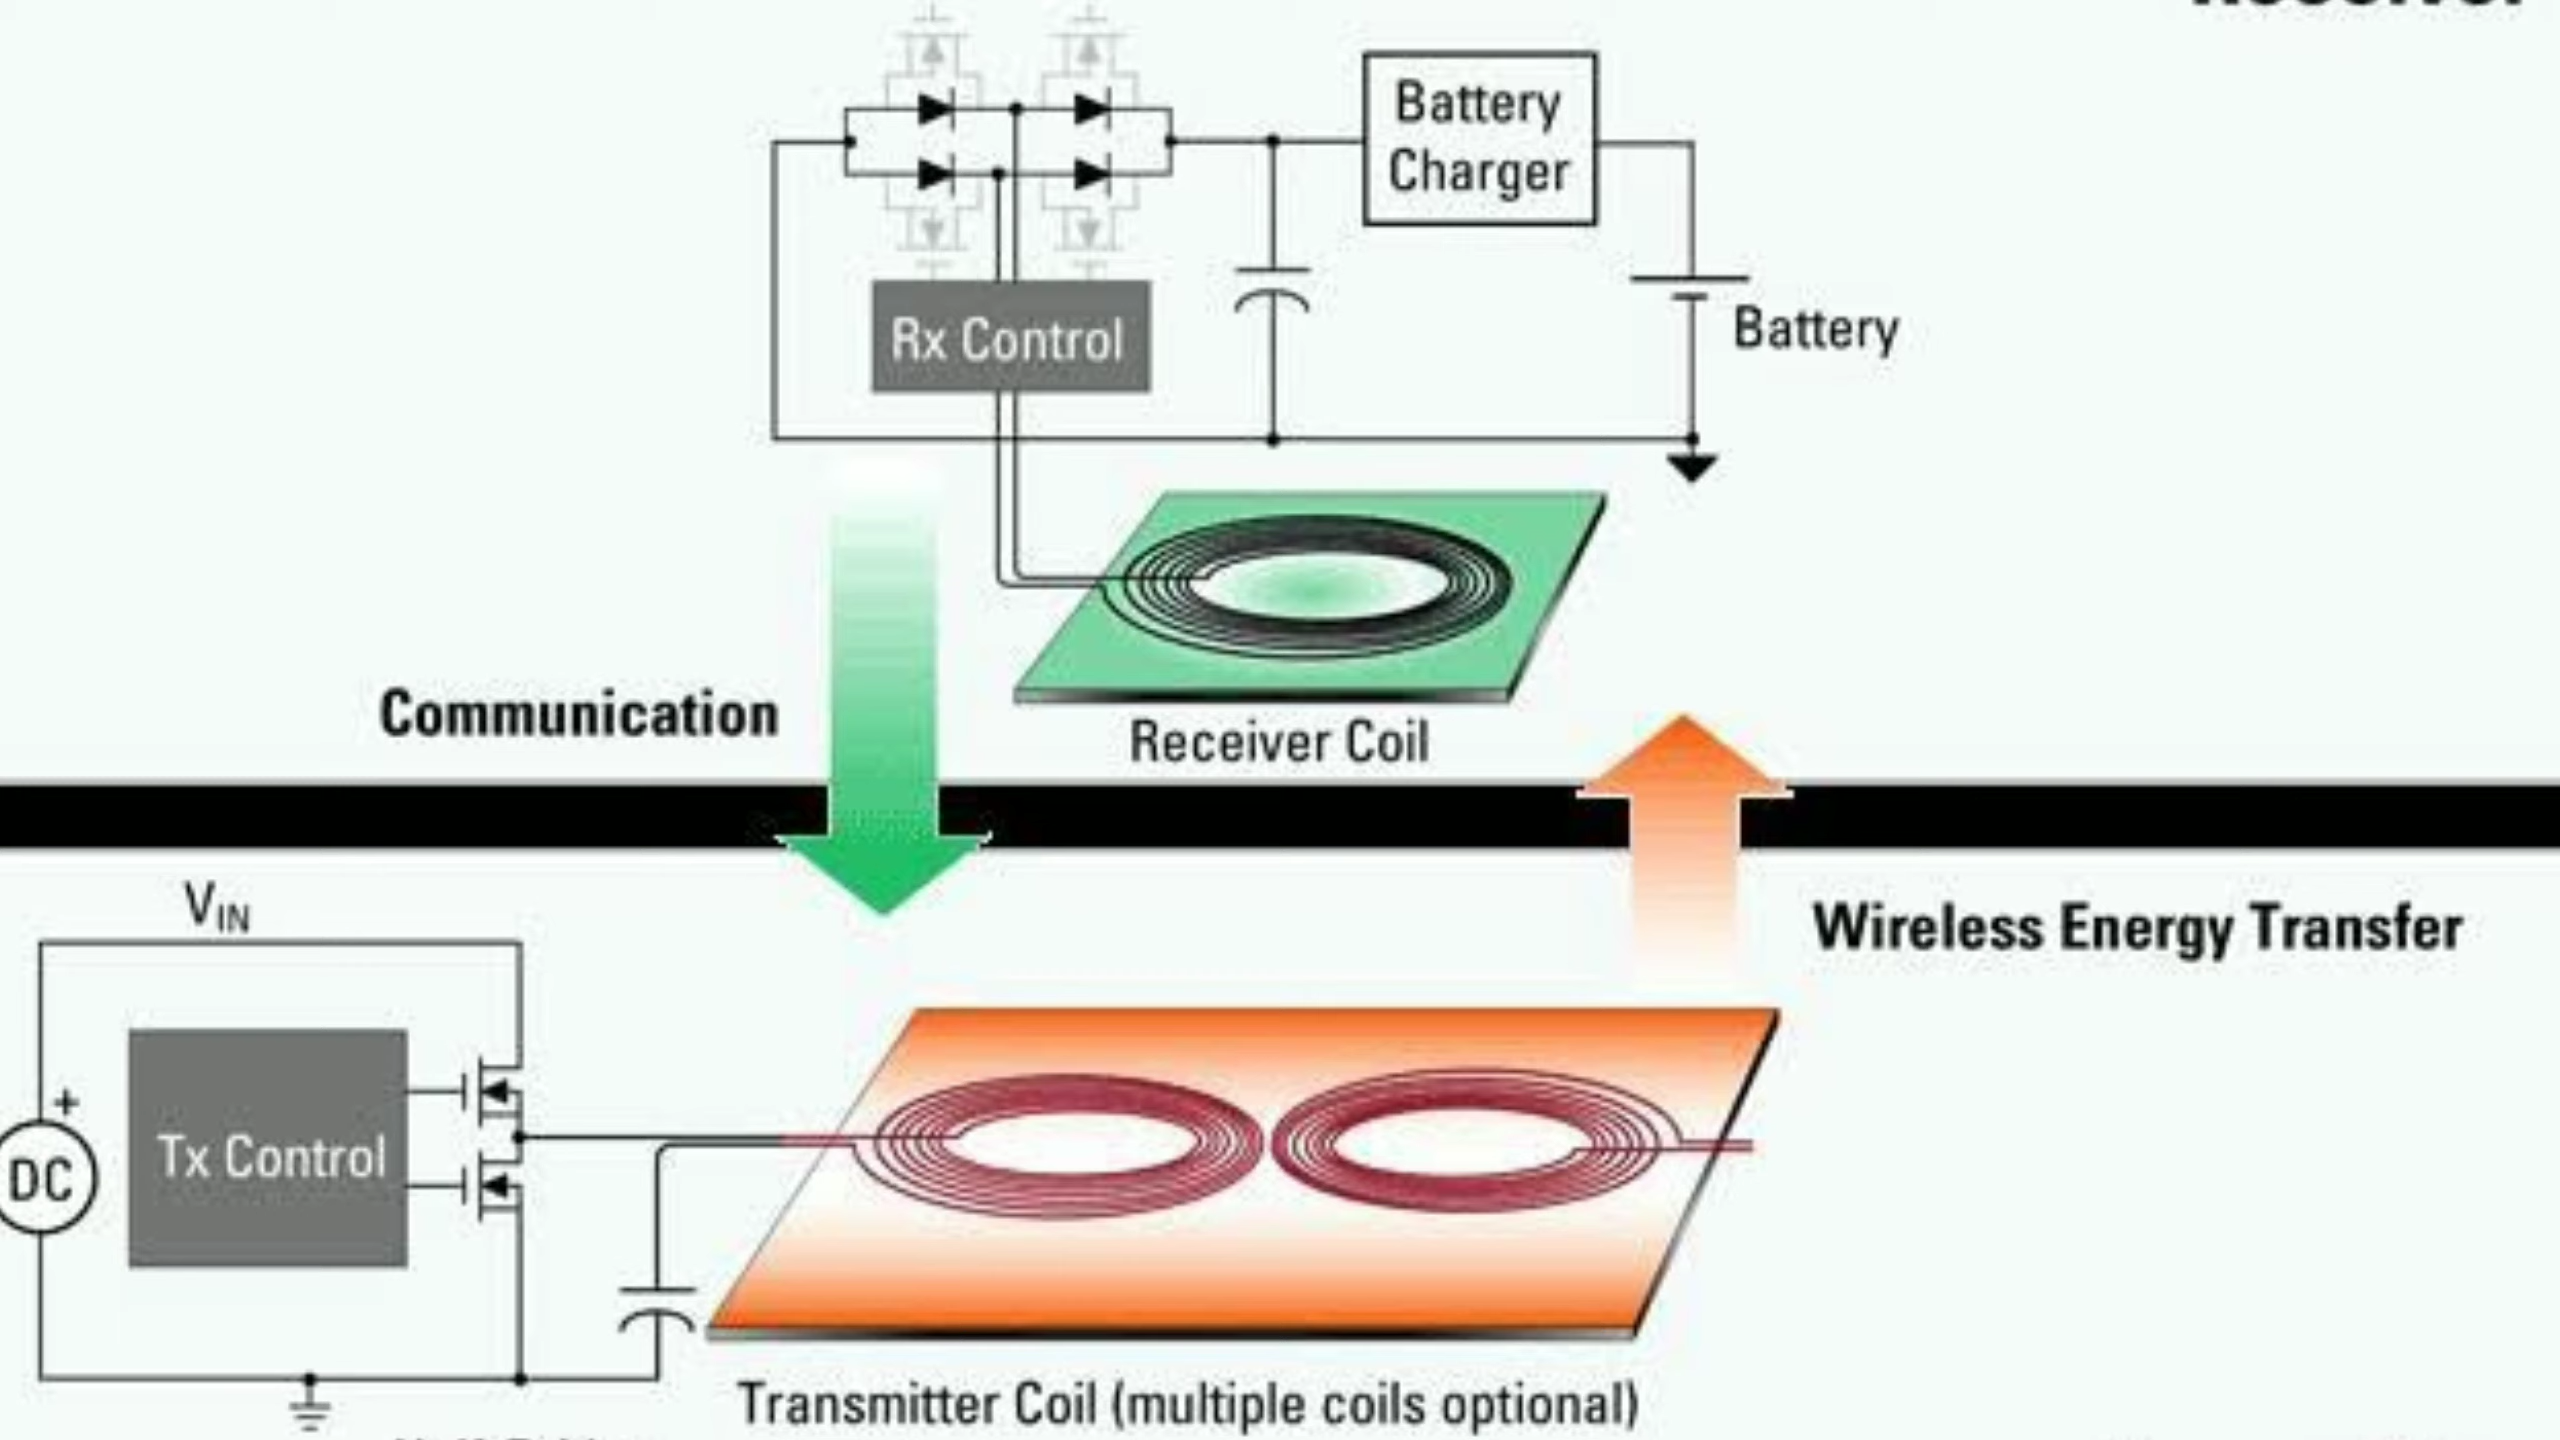 Battery
Charger
Rx Control
Battery
Communication
Receiver Coil
VIN
Wireless Energy Transfer
+
Tx Control
DC
Transmitter Coil (multiple coils optional)